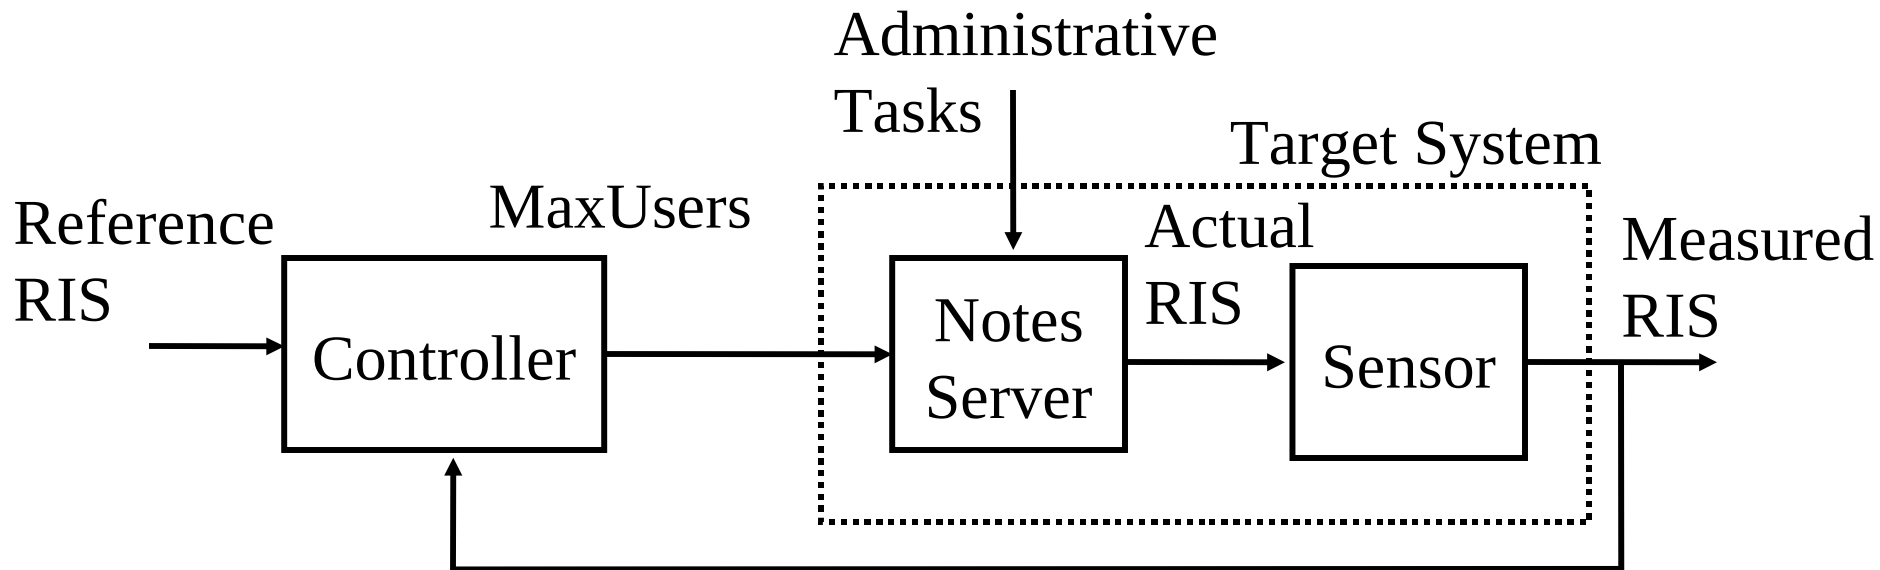 Administrative
Tasks
Target System
Reference
RIS
MaxUsers
Controller
Notes
Server
Actual
RIS
Sensor
Measured
RIS